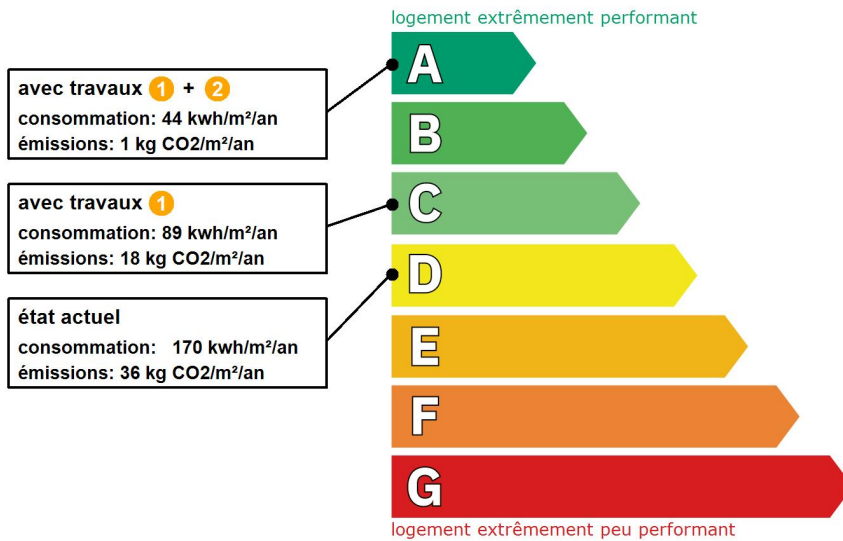 logement extrêmement performant
A
avec travaux 1 + 2
consommation: 44 kwh/m²/an
émissions: 1 kg CO2/m²/an
B
avec travaux 1
consommation: 89 kwh/m²/an
émissions: 18 kg CO2/m²/an
C
D
état actuel
consommation: 170 kwh/m²/an
émissions: 36 kg CO2/m²/an
E
F
G
logement extrêmement peu performant